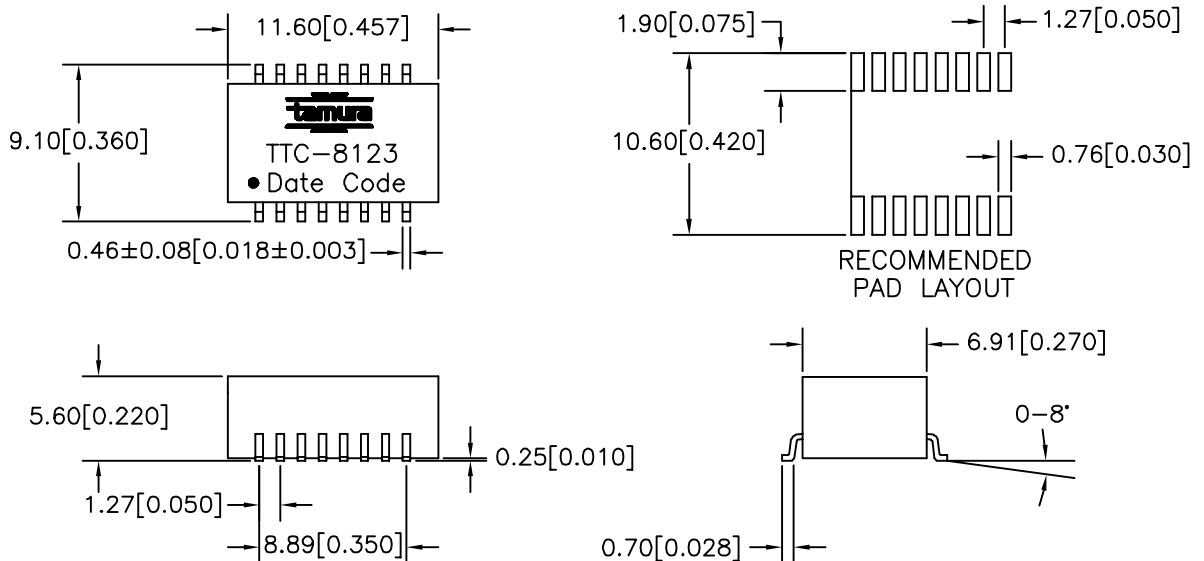 11.60[0.457]
9.10[0.360]
tamura
TTC-8123
Date Code
0.46±0.08[0.018±0.003]
1.90[0.075]
1.27[0.050]
10.60[0.420]
0.76[0.030]
RECOMMENDED
PAD LAYOUT
5.60[0.220]
0.25[0.010]
1.27[0.050]
8.89[0.350]
6.91[0.270]
0-8°
0.70[0.028]